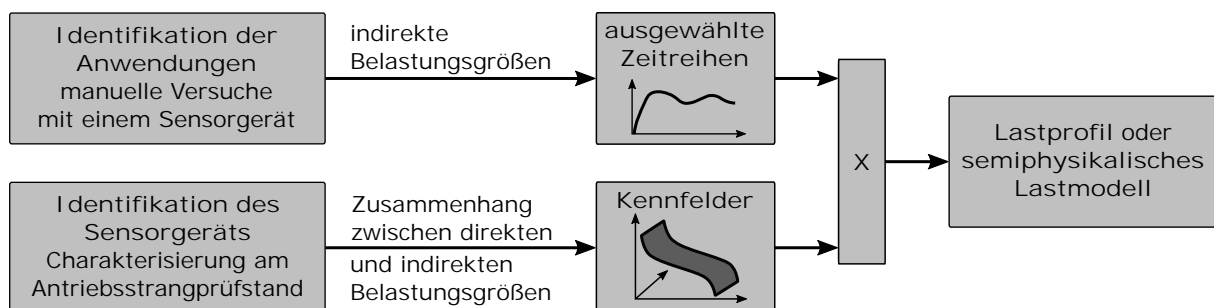 Identifikation der
Anwendungen
manuelle Versuche
mit einem Sensorgerät
indirekte
Belastungsgrößen
ausgewählte
Zeitreihen
Identifikation des
Sensorgeräts
Charakterisierung am
Antriebsstrangprüfstand
Zusammenhang
zwischen direkten
und indirekten
Belastungsgrößen
Kennfelder
X
Lastprofil oder
semiphysikalisches
Lastmodell